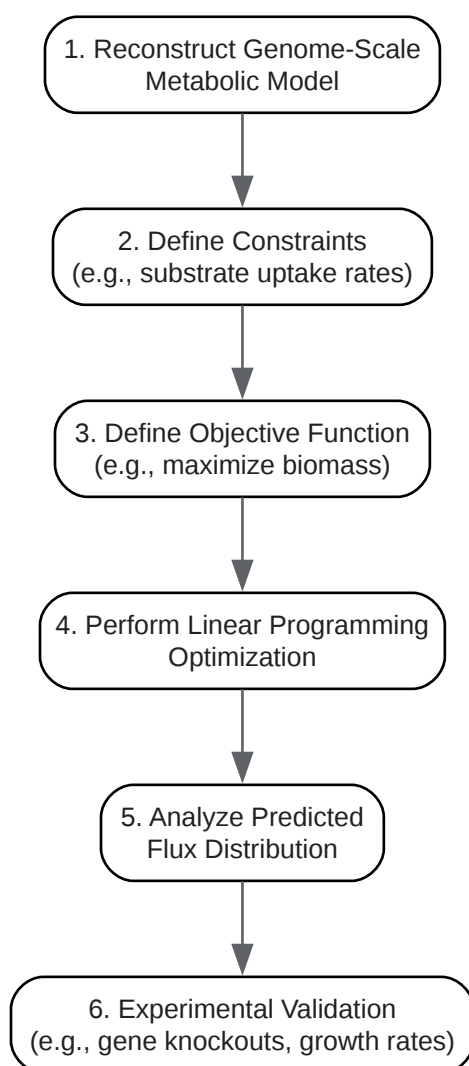 1. Reconstruct Genome-Scale
Metabolic Model
2. Define Constraints
(e.g., substrate uptake rates)
3. Define Objective Function
(e.g., maximize biomass)
4. Perform Linear Programming
Optimization
5. Analyze Predicted
Flux Distribution
6. Experimental Validation
(e.g., gene knockouts, growth rates)